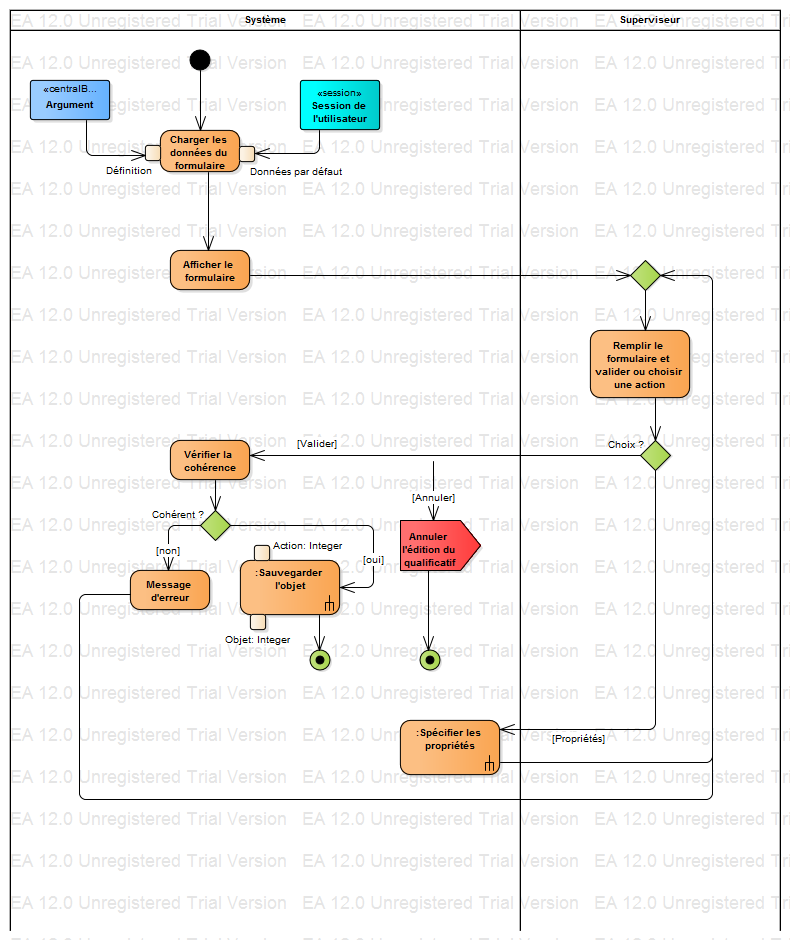 Système
Superviseur
«centralB...
Argument
«session»
Session de
l'utilisateur
Charger les
données du
formulaire
Définition
Données par défaut
Afficher le
formulaire
Remplir le
formulaire et
valider ou choisir
une action
Choix ?
[Valider]
Vérifier la
cohérence
[Annuler]
Cohérent ?
Annuler
l'édition du
qualificatif
[non]
Action: Integer
[oui]
Message
d'erreur
:Sauvegarder
l'objet
Objet: Integer
:Spécifier les
propriétés
[Propriétés]
EA 12.0 Unregistered Trial Version